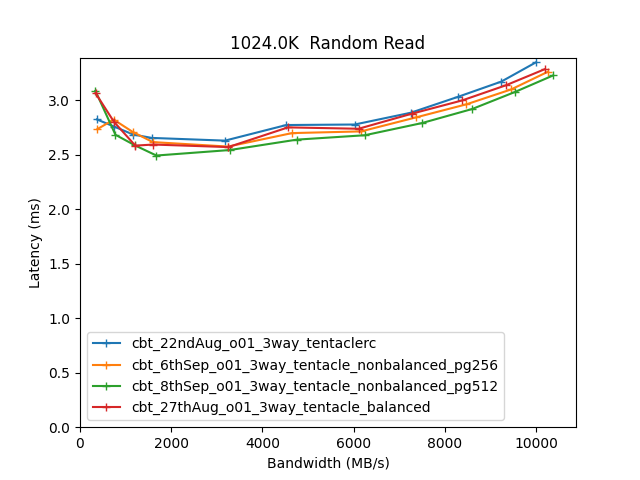 1024.0K  Random Read
Latency (ms)
3.0
2.5
2.0
1.5
1.0
0.5
0.0
cbt_22ndAug_o01_3way_tentaclerc
cbt_6thSep_o01_3way_tentacle_nonbalanced_pg256
cbt_8thSep_o01_3way_tentacle_nonbalanced_pg512
cbt_27thAug_o01_3way_tentacle_balanced
0 2000 4000 6000 8000 10000
Bandwidth (MB/s)